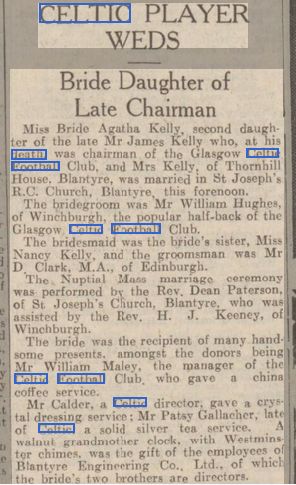 CELTIC PLAYER
WEDS
Bride Daughter of
Late Chairman
Miss Bride Agatha Kelly, second daugh-
ter of the late Mr James Kelly who, at his
death was chairman of the Glasgow Celtic
Football Club, and Mrs Kelly, of Thornhill
House, Blantyre, was married in St Joseph's
R.C. Church, Blantyre, this forenoon.
The bridegroom was Mr William Hughes,
of Winchburgh, the popular half-back of the
Glasgow Celtic Football Club.
The bridesmaid was the bride's sister, Miss
Nancy Kelly, and the groomsman was Mr
D. Clark, M.A., of Edinburgh.
The Nuptial Mass marriage ceremony
was performed by the Rev. Dean Paterson,
of St Joseph's Church, Blantyre, who was
assisted by the Rev. H. J. Keeney, of
Winchburgh.
The bride was the recipient of many hand-
some presents, amongst the donors being
Mr William Maley, the manager of the
Celtic Football Club, who gave a china
coffee service.
Mr Calder, a Celtic director, gave a crys-
tal dressing service; Mr Patsy Gallacher, late
of Celtic, a solid silver tea service. A
walnut grandmother clock, with Westmins-
ter chimes, was the gift of the employees of
Blantyre Engineering Co., Ltd., of which
the bride's two brothers are directors.